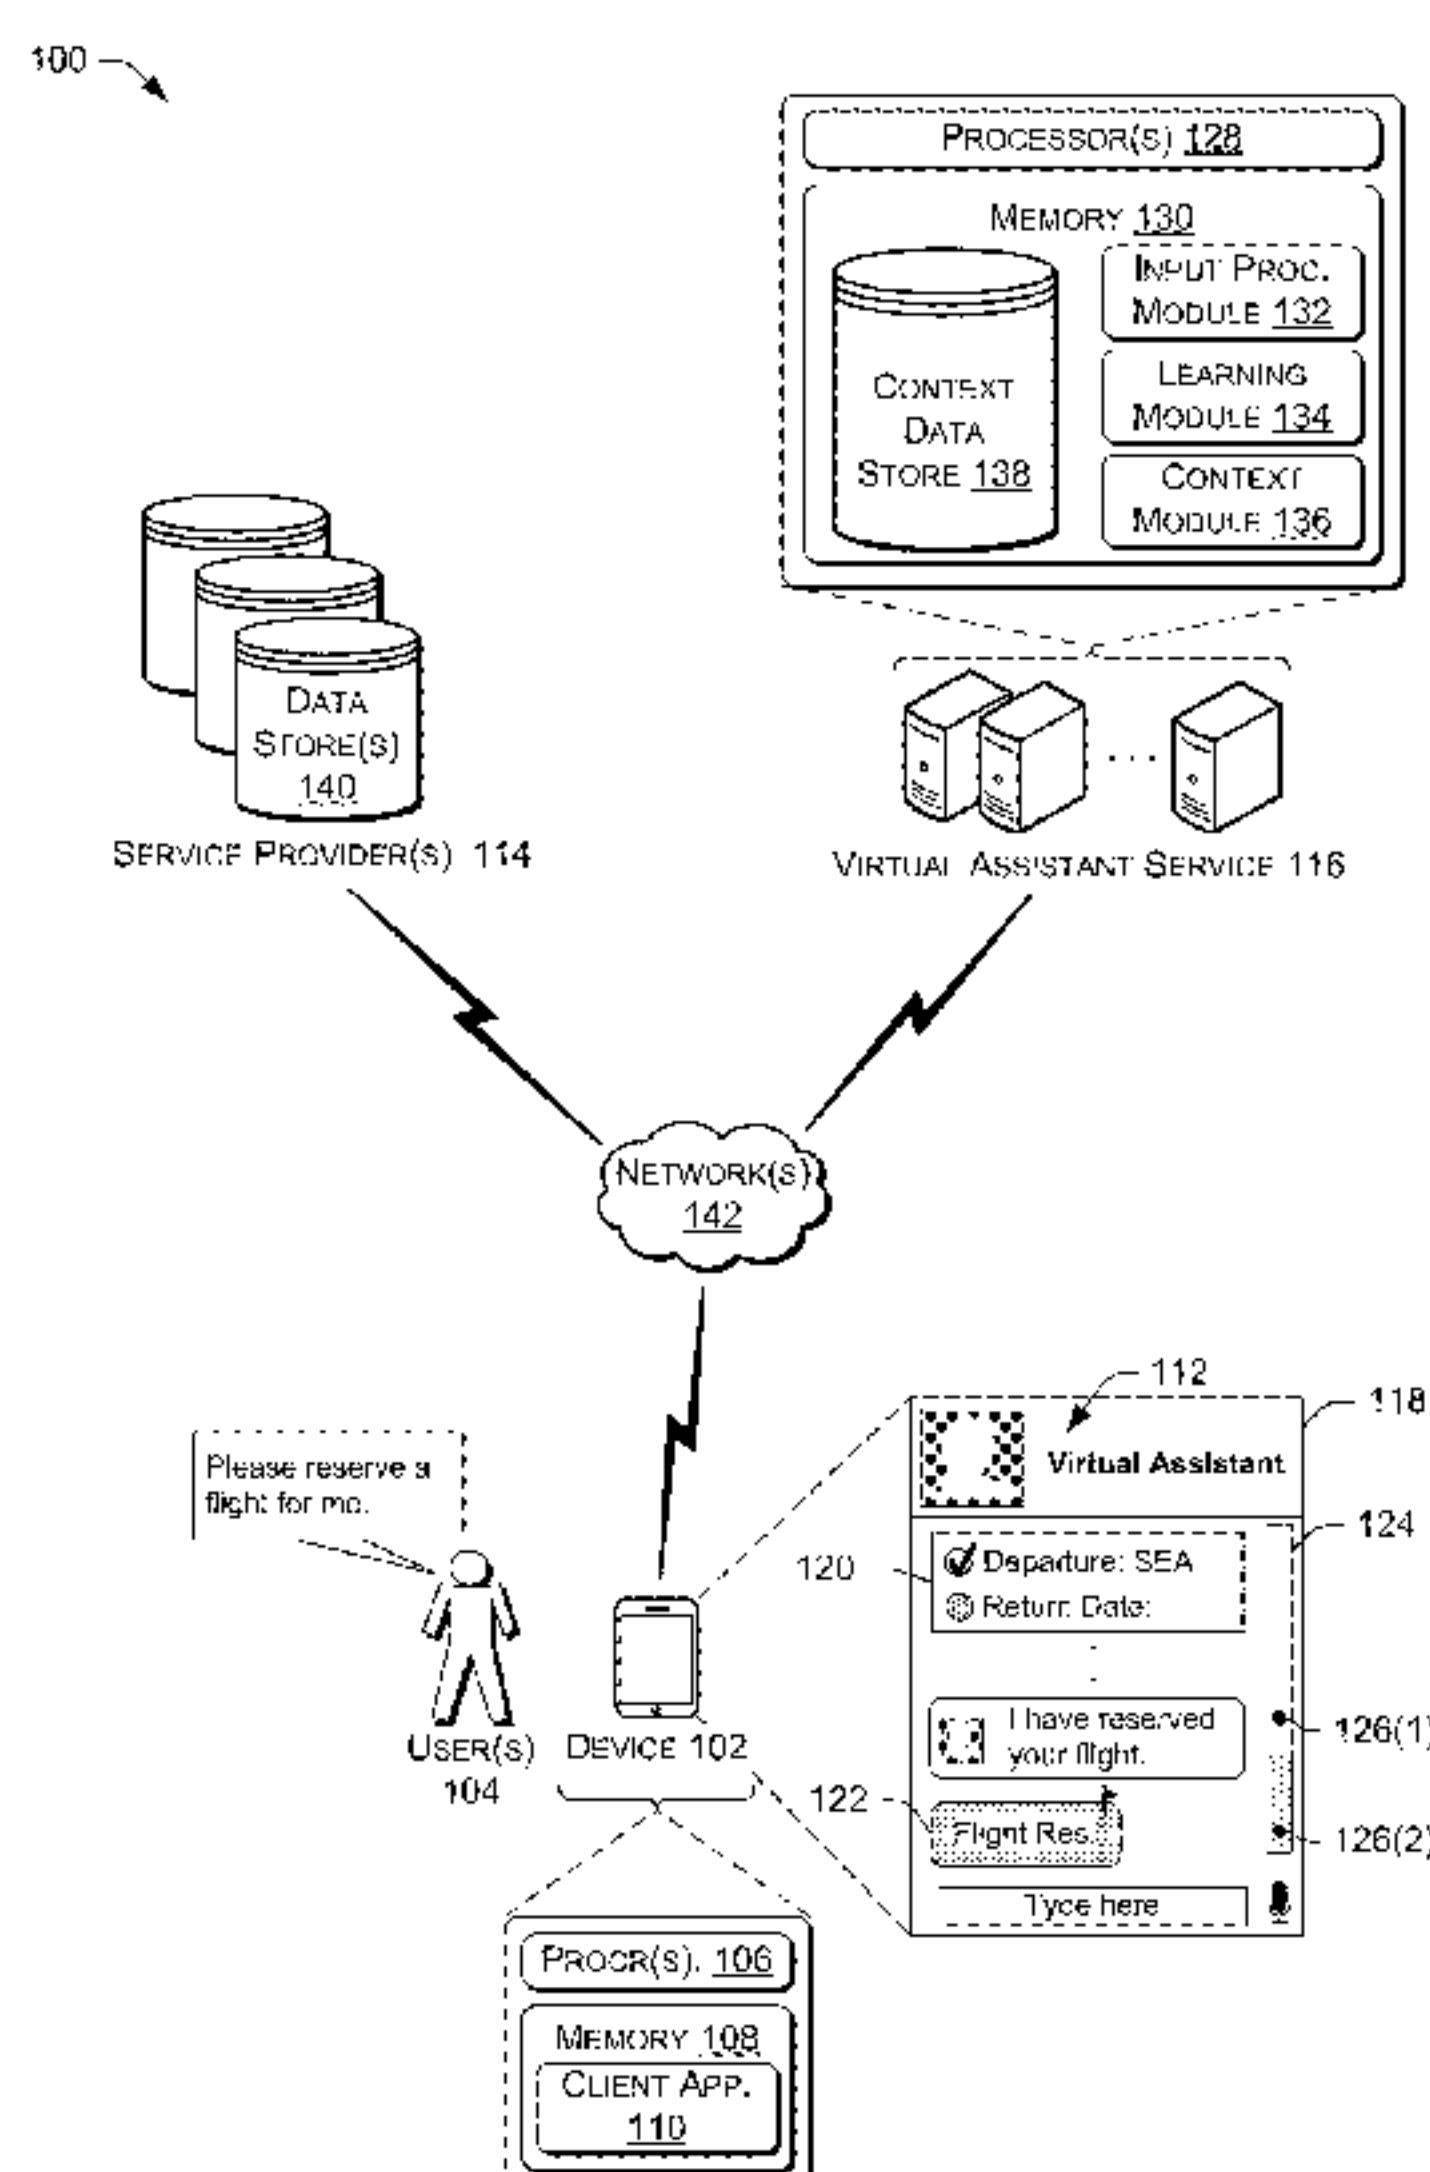 100
PROCESSOR(S) 128
MEMORY 130
INPUT PROC.
MODULE 132
LEARNING
MODULE 134
CONTEXT
MODULE 136
CONTEXT
DATA
STORE 138
DATA
STORE(S)
140
SERVICE PROVIDER(S) 114
VIRTUAL ASSISTANT SERVICE 116
NETWORK(S)
142
Please reserve a
flight for me.
USER(S)
104
DEVICE 102
112
118
Virtual Assistant
124
120
Departure: SEA
Return Date:
I have reserved
your flight.
126(1)
122
Flight Res.
126(2)
Type here
PROCR(S). 106
MEMORY 108
CLIENT APP.
110